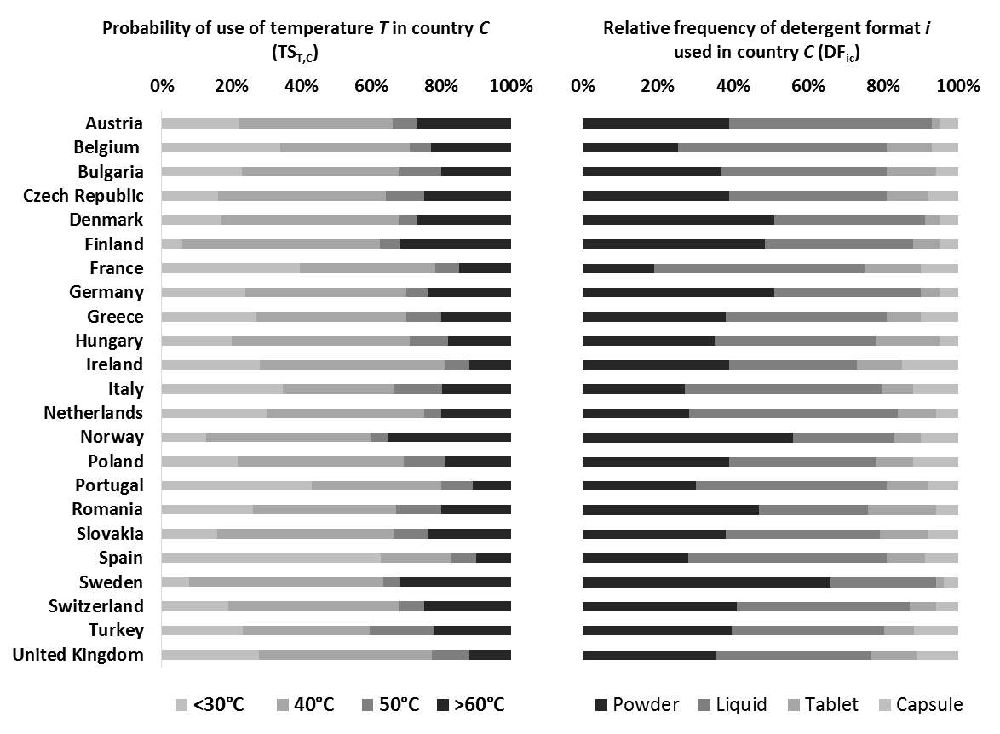 Probability of use of temperature T in country C
(TS_T,C)
Relative frequency of detergent format i
used in country C (DF_ic)
0% 20% 40% 60% 80% 100%
0% 20% 40% 60% 80% 100%
Austria
Belgium
Bulgaria
Czech Republic
Denmark
Finland
France
Germany
Greece
Hungary
Ireland
Italy
Netherlands
Norway
Poland
Portugal
Romania
Slovakia
Spain
Sweden
Switzerland
Turkey
United Kingdom
<30°C 40°C 50°C >60°C
Powder Liquid Tablet Capsule